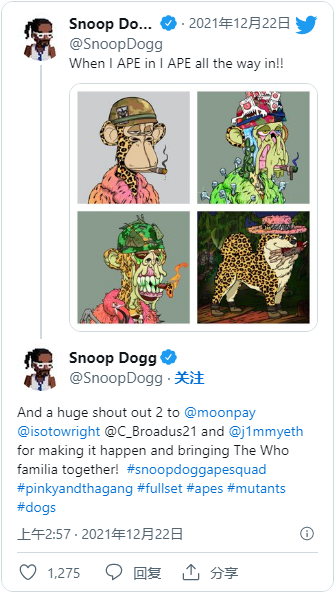 Snoop Do... · 2021年12月22日
@SnoopDogg
When I APE in I APE all the way in!!
Snoop Dogg
@SnoopDogg · 关注
And a huge shout out 2 to @moonpay
@isotowright @C_Broadus21 and @j1mmyeth
for making it happen and bringing The Who
familia together! #snoopdoggapesquad
#pinkyandthagang #fullset #apes #mutants
#dogs
上午2:57 · 2021年12月22日
1,275 回复 分享